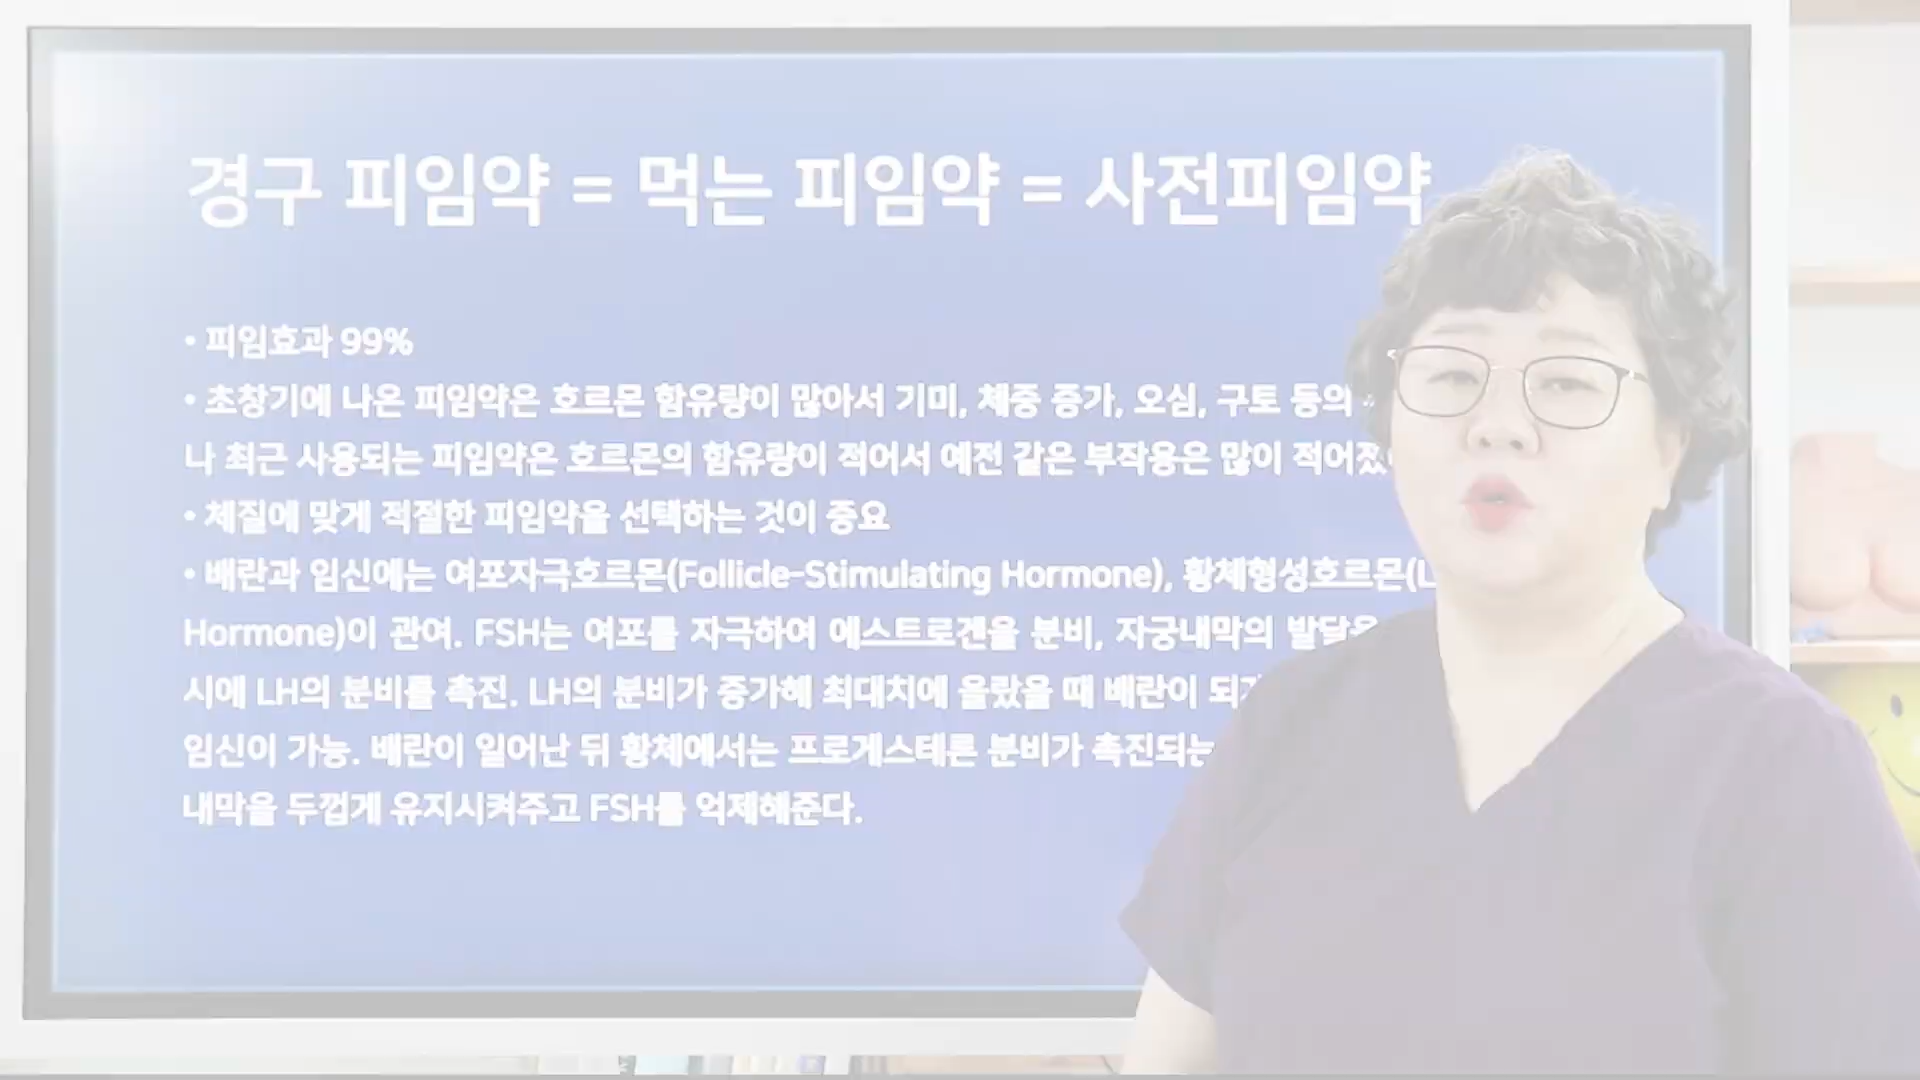 경구 피임약 = 먹는 피임약 = 사전피임약
• 피임효과 99%
• 초창기에 나온 피임약은 호르몬 함유량이 많아서 기미, 체중 증가, 오심, 구토 등의
나 최근 사용되는 피임약은 호르몬의 함유량이 적어서 예전 같은 부작용은 많이 적어졌
• 체질에 맞게 적절한 피임약을 선택하는 것이 중요
• 배란과 임신에는 여포자극호르몬(Follicle-Stimulating Hormone), 황체형성호르몬(L
Hormone)이 관여. FSH는 여포를 자극하여 에스트로겐을 분비, 자궁내막의 발달을
시에 LH의 분비를 촉진. LH의 분비가 증가해 최대치에 올랐을 때 배란이
임신이 가능. 배란이 일어난 뒤 황체에서는 프로게스테론 분비가 촉진되는
내막을 두껍게 유지시켜주고 FSH를 억제해준다.